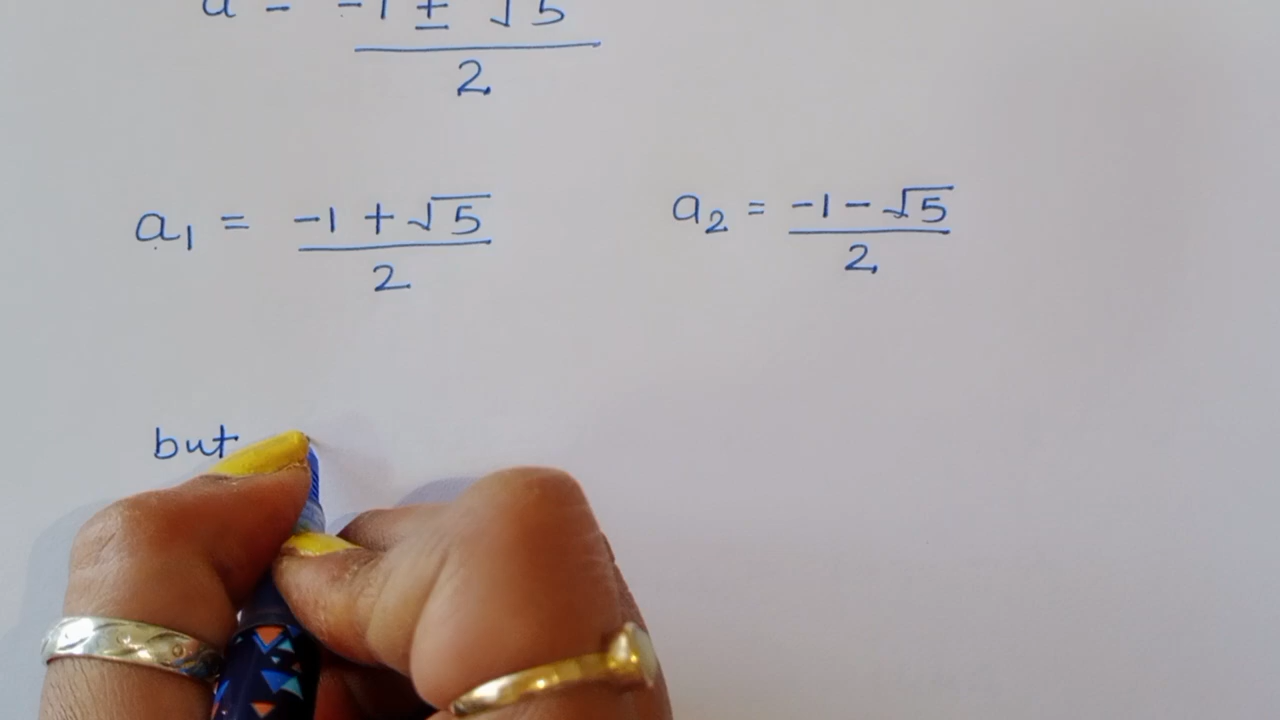 a = -1 ± √5
2
a₁ = -1 + √5 a₂ = -1 - √5
2 2
but